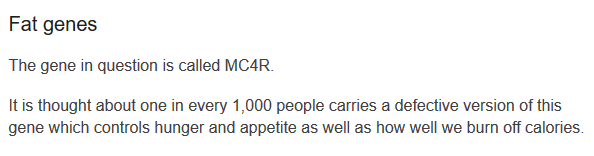 Fat genes
The gene in question is called MC4R.
It is thought about one in every 1,000 people carries a defective version of this
gene which controls hunger and appetite as well as how well we burn off calories.